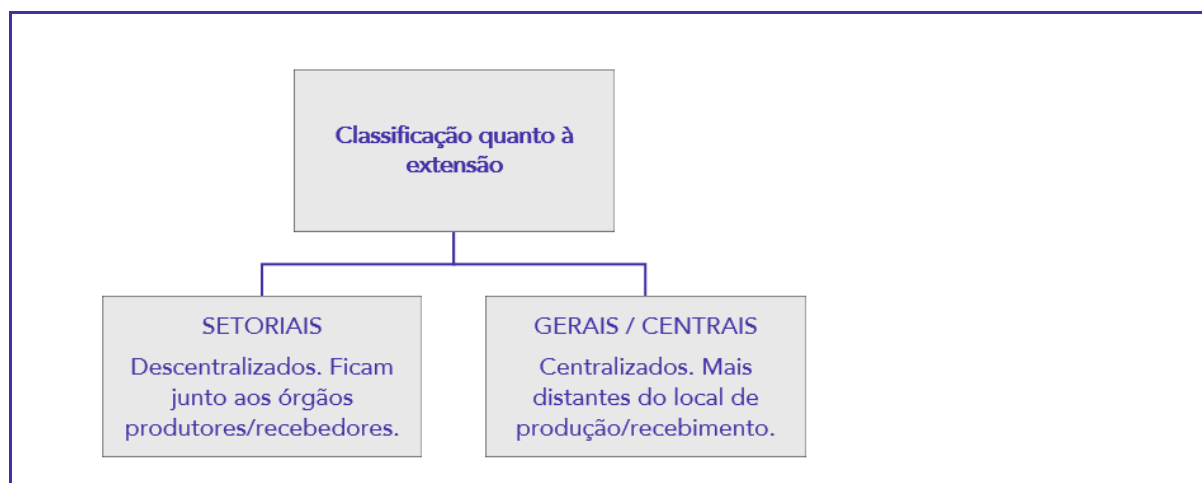 Classificação quanto à
extensão
SETORIAIS
Descentralizados. Ficam
junto aos órgãos
produtores/recebedores.
GERAIS / CENTRAIS
Centralizados. Mais
distantes do local de
produção/recebimento.